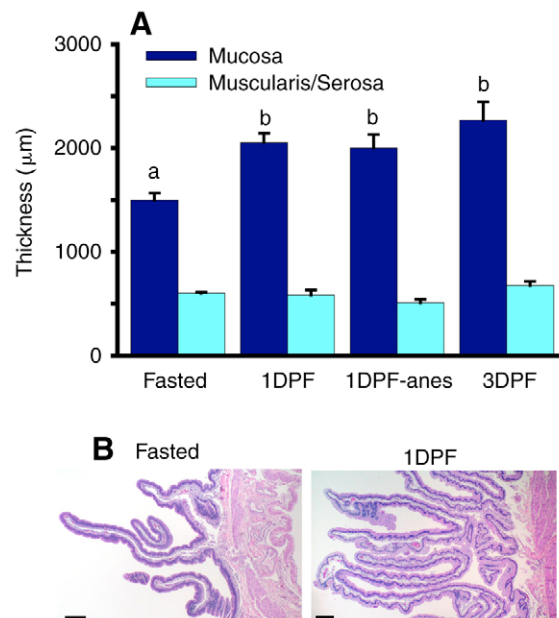 A
3000
Mucosa
Muscularis/Serosa
b
b
b
2000
a
Thickness (μm)
1000
0
Fasted 1DPF 1DPF-anes 3DPF
B Fasted 1DPF